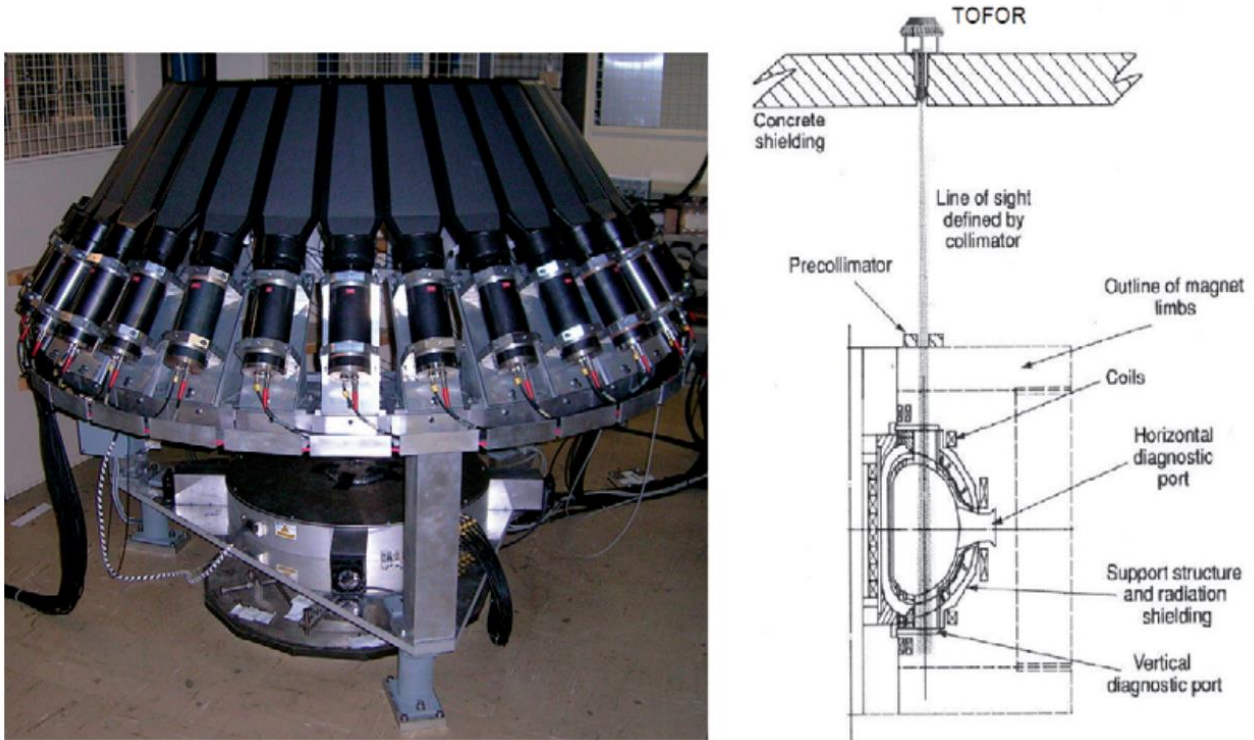 TOFOR
Concrete
shielding
Line of sight
defined by
collimator
Precollimator
Outline of magnet
limbs
Coils
Horizontal
diagnostic
port
Support structure
and radiation
shielding
Vertical
diagnostic port